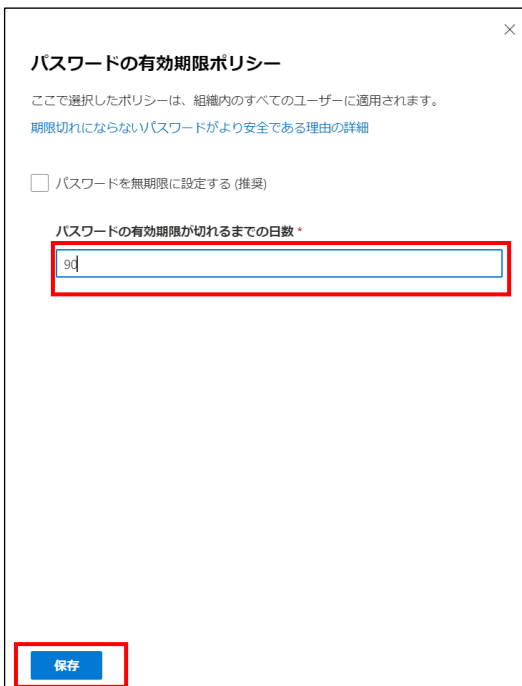 パスワードの有効期限ポリシー
ここで選択したポリシーは、組織内のすべてのユーザーに適用されます。
期限切れにならないパスワードがより安全である理由の詳細
パスワードを無期限に設定する (推奨)
パスワードの有効期限が切れるまでの日数 *
90
保存